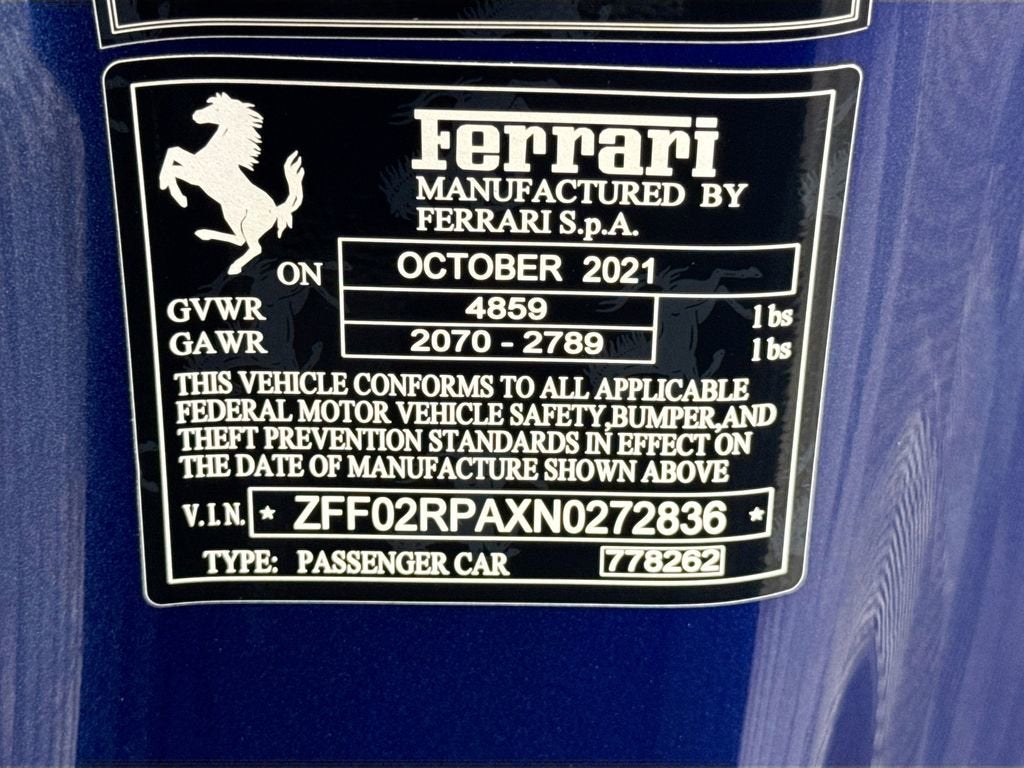 Ferrari
MANUFACTURED BY
FERRARI S.p.A.
ON OCTOBER 2021
GVWR 4859 lbs
GAWR 2070 - 2789 lbs
THIS VEHICLE CONFORMS TO ALL APPLICABLE
FEDERAL MOTOR VEHICLE SAFETY,BUMPER,AND
THEFT PREVENTION STANDARDS IN EFFECT ON
THE DATE OF MANUFACTURE SHOWN ABOVE
V.I.N. * ZFF02RPAXN0272836 *
TYPE: PASSENGER CAR 778262